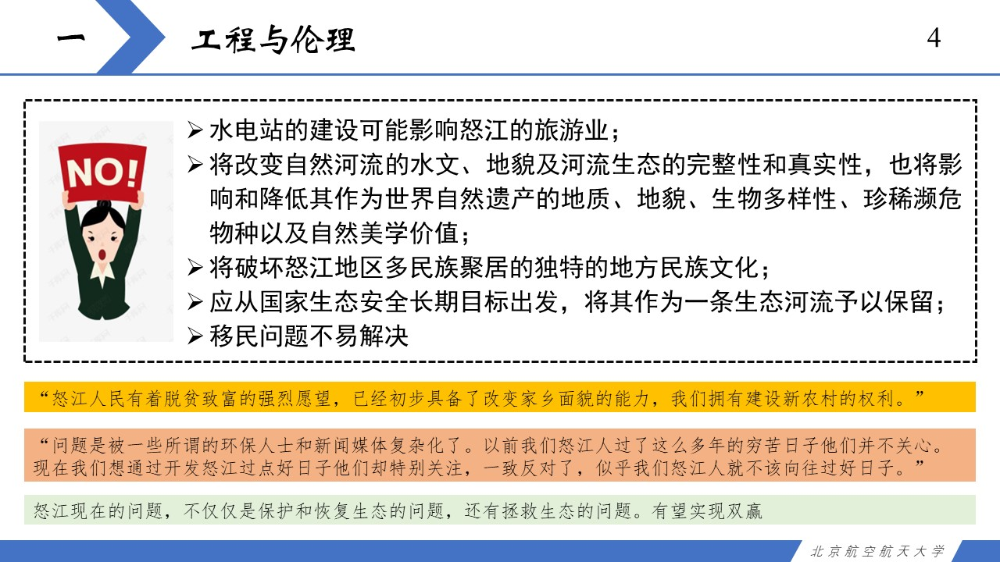 一
工程与伦理
4
NO!
➢水电站的建设可能影响怒江的旅游业；
➢将改变自然河流的水文、地貌及河流生态的完整性和真实性，也将影
响和降低其作为世界自然遗产的地质、地貌、生物多样性、珍稀濒危
物种以及自然美学价值；
➢将破坏怒江地区多民族聚居的独特的地方民族文化；
➢应从国家生态安全长期目标出发，将其作为一条生态河流予以保留；
➢移民问题不易解决
“怒江人民有着脱贫致富的强烈愿望，已经初步具备了改变家乡面貌的能力，我们拥有建设新农村的权利。”
“问题是被一些所谓的环保人士和新闻媒体复杂化了。以前我们怒江人过了这么多年的穷苦日子他们并不关心。
现在我们想通过开发怒江过点好日子他们却特别关注，一致反对了，似乎我们怒江人就不该向往过好日子。”
怒江现在的问题，不仅仅是保护和恢复生态的问题，还有拯救生态的问题。有望实现双赢
北京航空航天大学